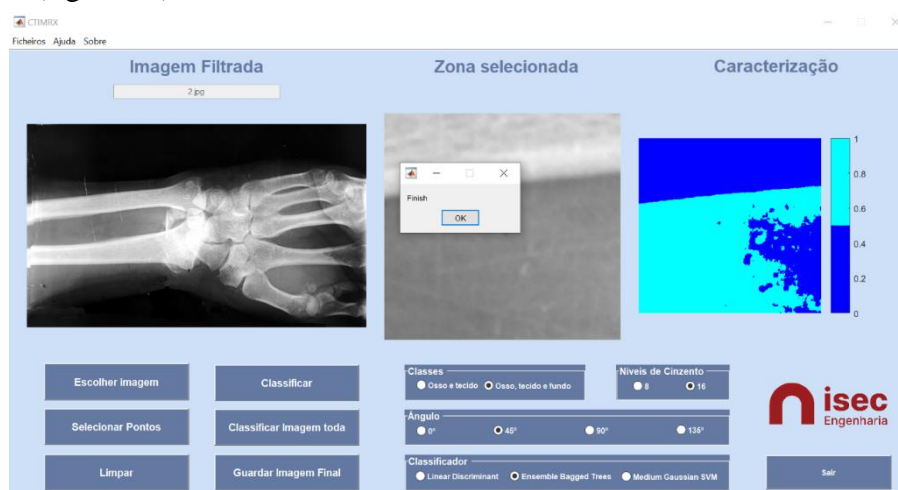 CTIMRX
Ficheiros Ajuda Sobre
Imagem Filtrada
Zona selecionada
Caracterização
2.jpg
Finish
OK
1
0.8
0.6
0.4
0.2
0
Escolher imagem
Classificar
Selecionar Pontos
Classificar Imagem toda
Limpar
Guardar Imagem Final
Classes
Osso e tecido Osso, tecido e fundo
Níveis de Cinzento
8 16
Ângulo
0° 45° 90° 135°
Classificador
Linear Discriminant Ensemble Bagged Trees Medium Gaussian SVM
isec
Engenharia
Sair